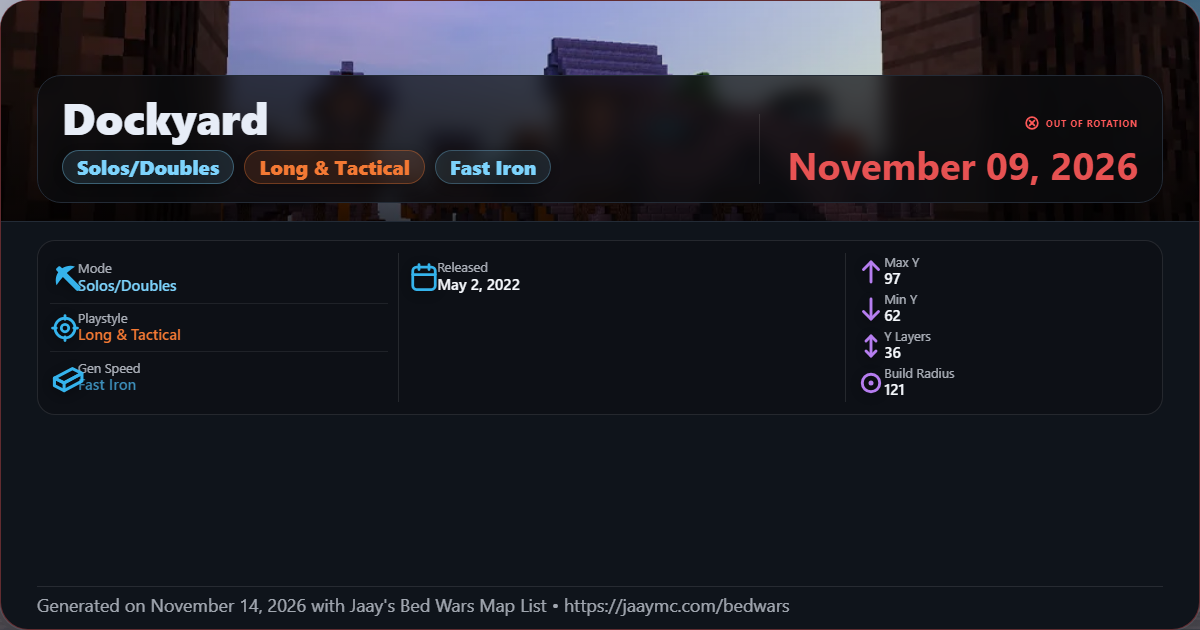 Dockyard
OUT OF ROTATION
Solos/Doubles
Long & Tactical
Fast Iron
November 09, 2026
Mode
Solos/Doubles
Playstyle
Long & Tactical
Gen Speed
Fast Iron
Released
May 2, 2022
Max Y
97
Min Y
62
Y Layers
36
Build Radius
121
Generated on November 14, 2026 with Jaay's Bed Wars Map List • https://jaaymc.com/bedwars